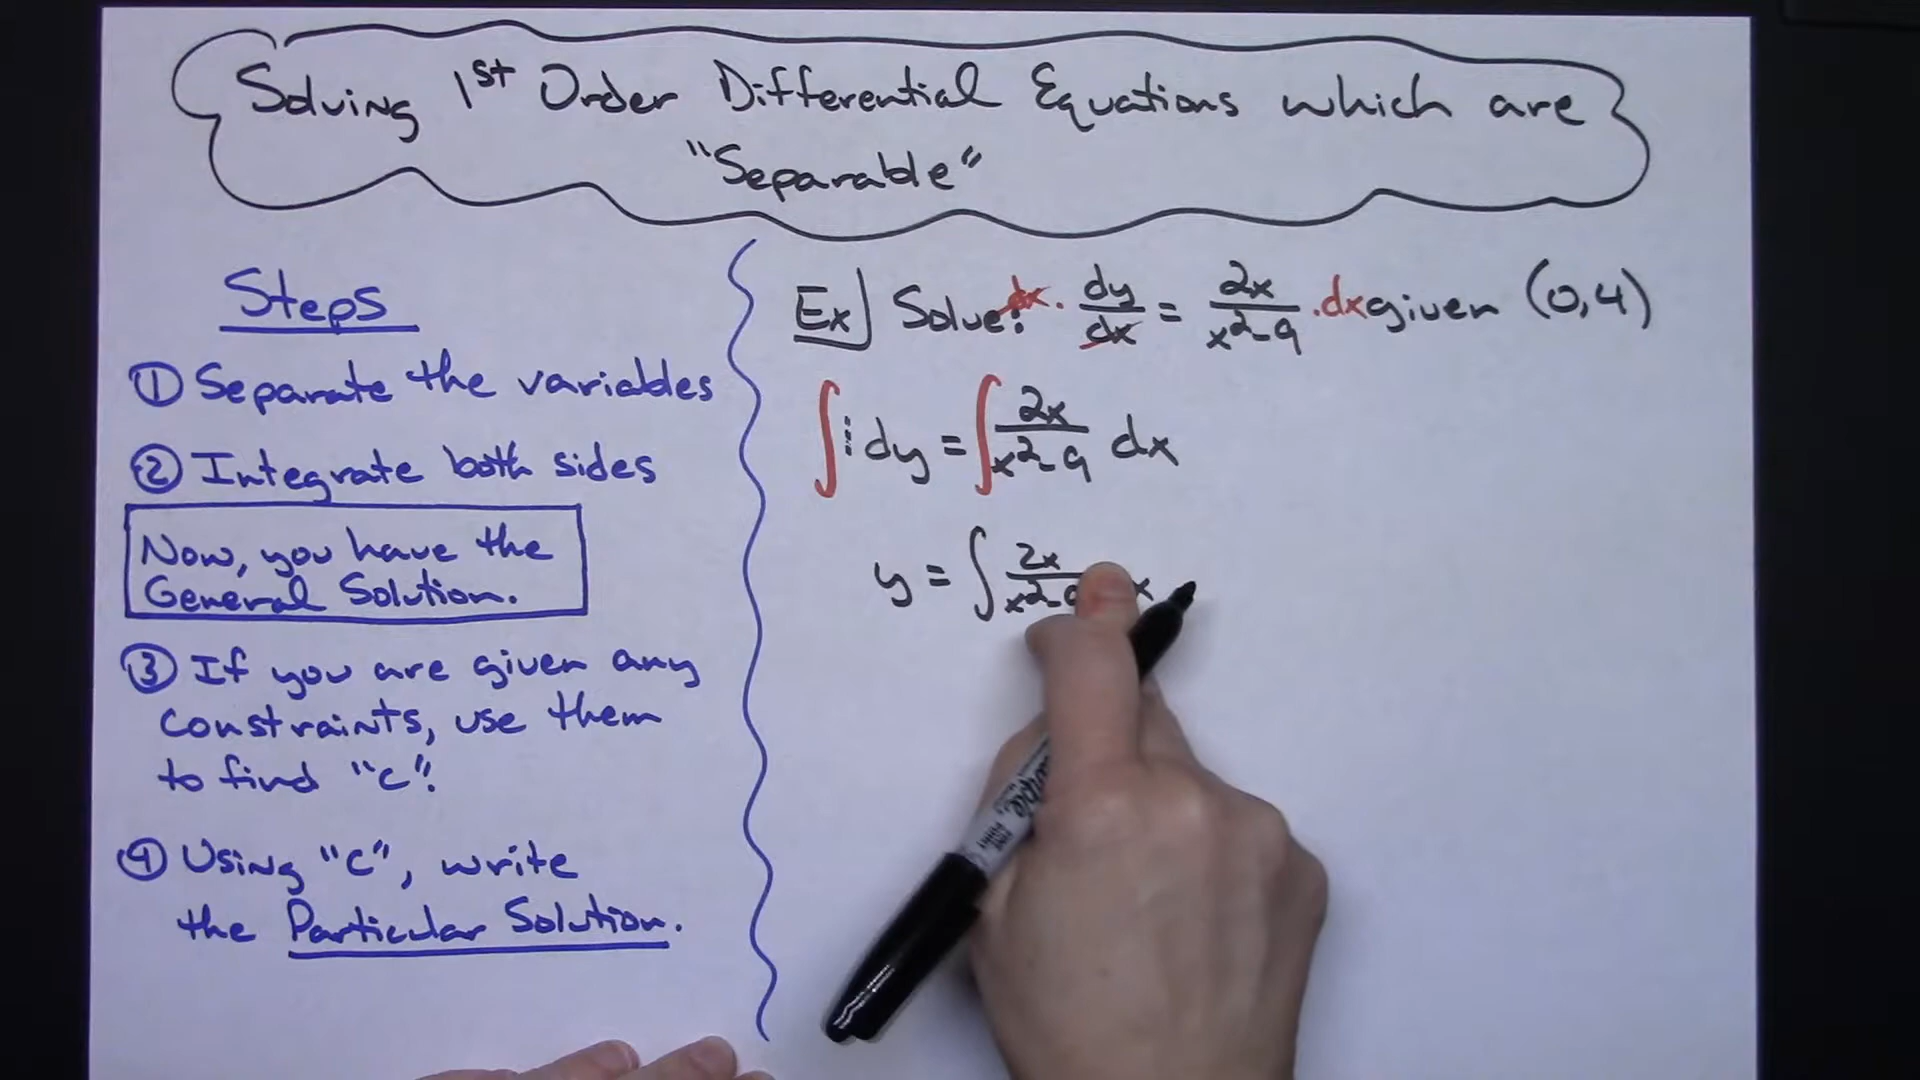 Solving 1st Order Differential Equations which are
"Separable"
Steps
① Separate the variables
② Integrate both sides
Now, you have the
General Solution.
③ If you are given any
constraints, use them
to find "c".
④ Using "c", write
the Particular Solution.
Ex] Solve: dx · dy/dx = 2x/(x²-9) · dx given (0,4)
∫ 1 dy = ∫ 2x/(x²-9) dx
y = ∫ 2x/(x²-9 x